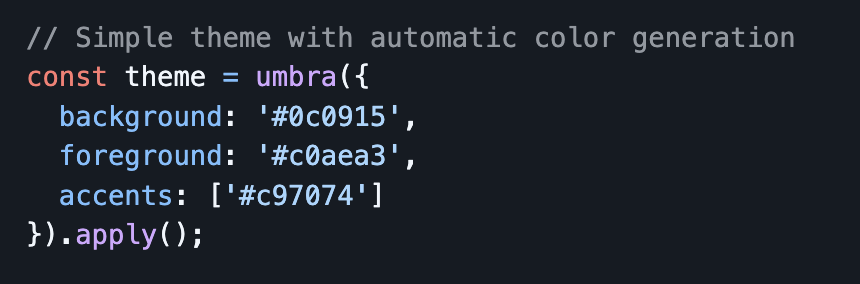 // Simple theme with automatic color generation
const theme = umbra({
  background: '#0c0915',
  foreground: '#c0aea3',
  accents: ['#c97074']
}).apply();